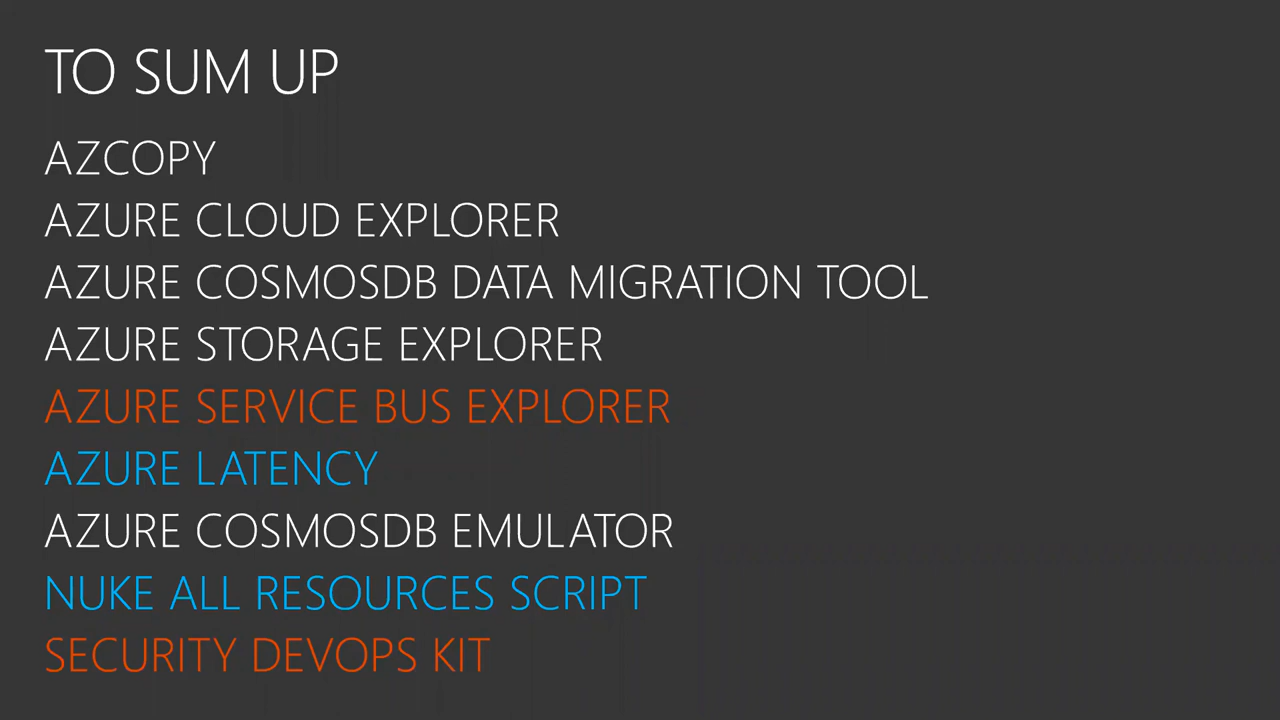 TO SUM UP
AZCOPY
AZURE CLOUD EXPLORER
AZURE COSMOSDB DATA MIGRATION TOOL
AZURE STORAGE EXPLORER
AZURE SERVICE BUS EXPLORER
AZURE LATENCY
AZURE COSMOSDB EMULATOR
NUKE ALL RESOURCES SCRIPT
SECURITY DEVOPS KIT